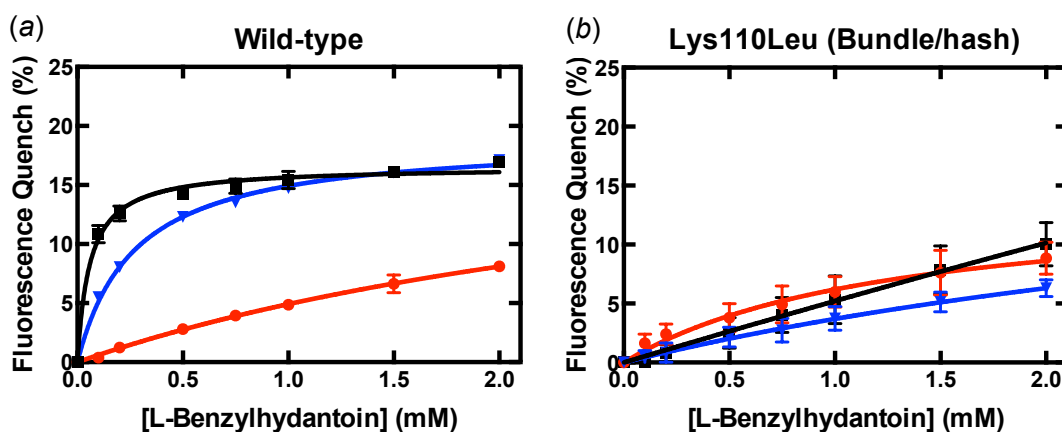 (a)
Wild-type
Fluorescence Quench (%)
25
20
15
10
5
0
0.0
0.5
1.0
1.5
2.0
[L-Benzylhydantoin] (mM)
(b)
Lys110Leu (Bundle/hash)
Fluorescence Quench (%)
25
20
15
10
5
0
0.0
0.5
1.0
1.5
2.0
[L-Benzylhydantoin] (mM)